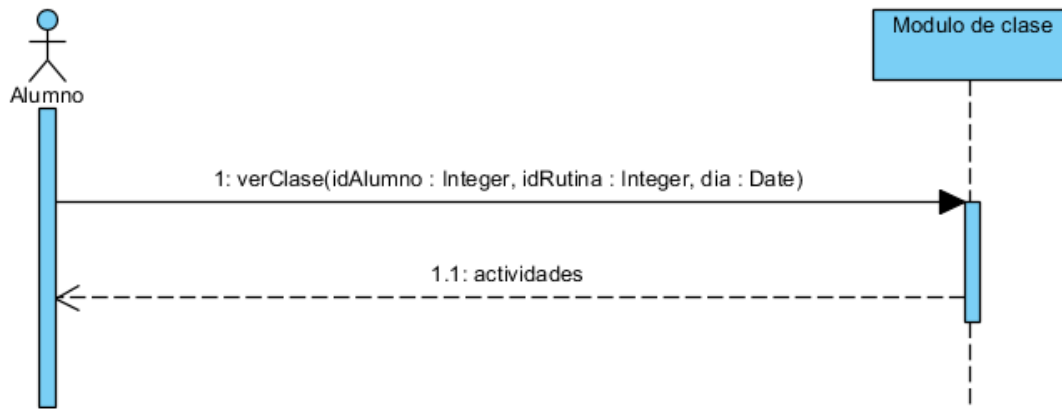 Modulo de clase
Alumno
1: verClase(idAlumno : Integer, idRutina : Integer, dia : Date)
1.1: actividades